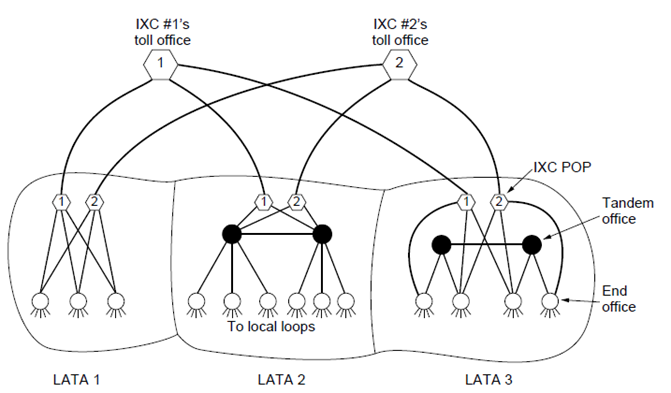 IXC #1's
toll office
IXC #2's
toll office
1
2
IXC POP
1
2
1
2
1
2
Tandem
office
End
office
To local loops
LATA 1
LATA 2
LATA 3